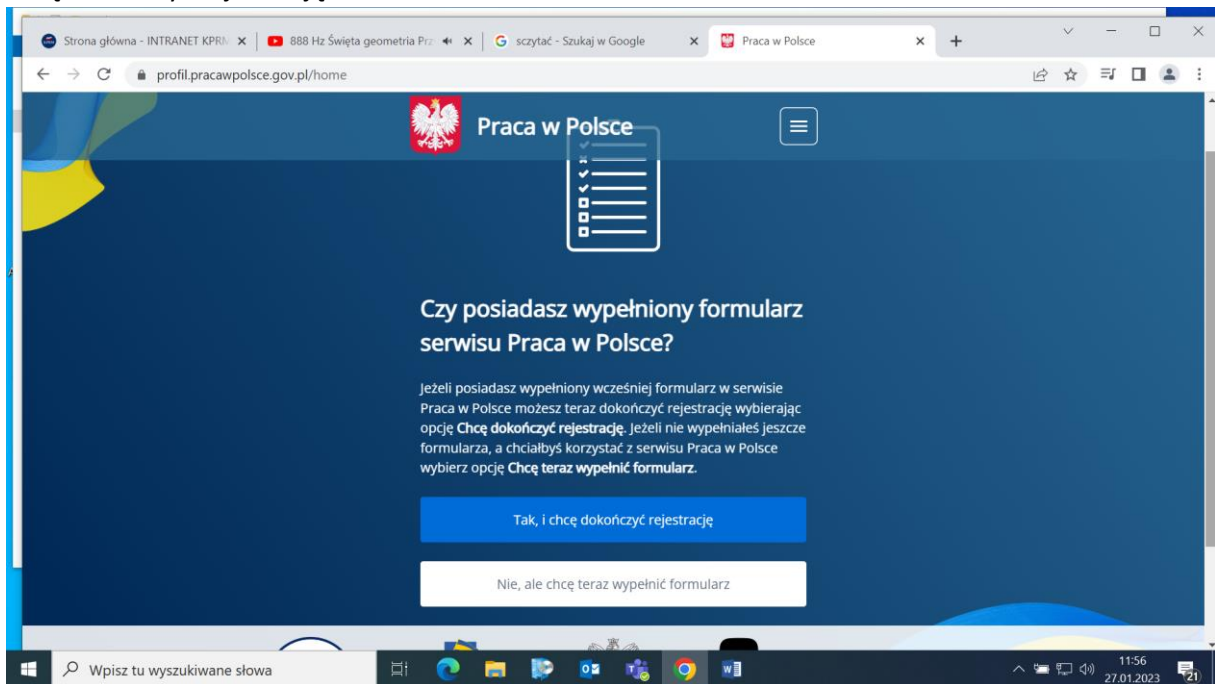 Strona główna - INTRANET KPRM
888 Hz Święta geometria Prz
sczytać - Szukaj w Google
Praca w Polsce
profil.pracawpolsce.gov.pl/home
Praca w Polsce
Czy posiadasz wypełniony formularz
serwisu Praca w Polsce?
Jeżeli posiadasz wypełniony wcześniej formularz w serwisie
Praca w Polsce możesz teraz dokończyć rejestrację wybierając
opcję Chcę dokończyć rejestrację. Jeżeli nie wypełniałeś jeszcze
formularza, a chciałbyś korzystać z serwisu Praca w Polsce
wybierz opcję Chcę teraz wypełnić formularz.
Tak, i chcę dokończyć rejestrację
Nie, ale chcę teraz wypełnić formularz
Wpisz tu wyszukiwane słowa
11:56
27.01.2023
21